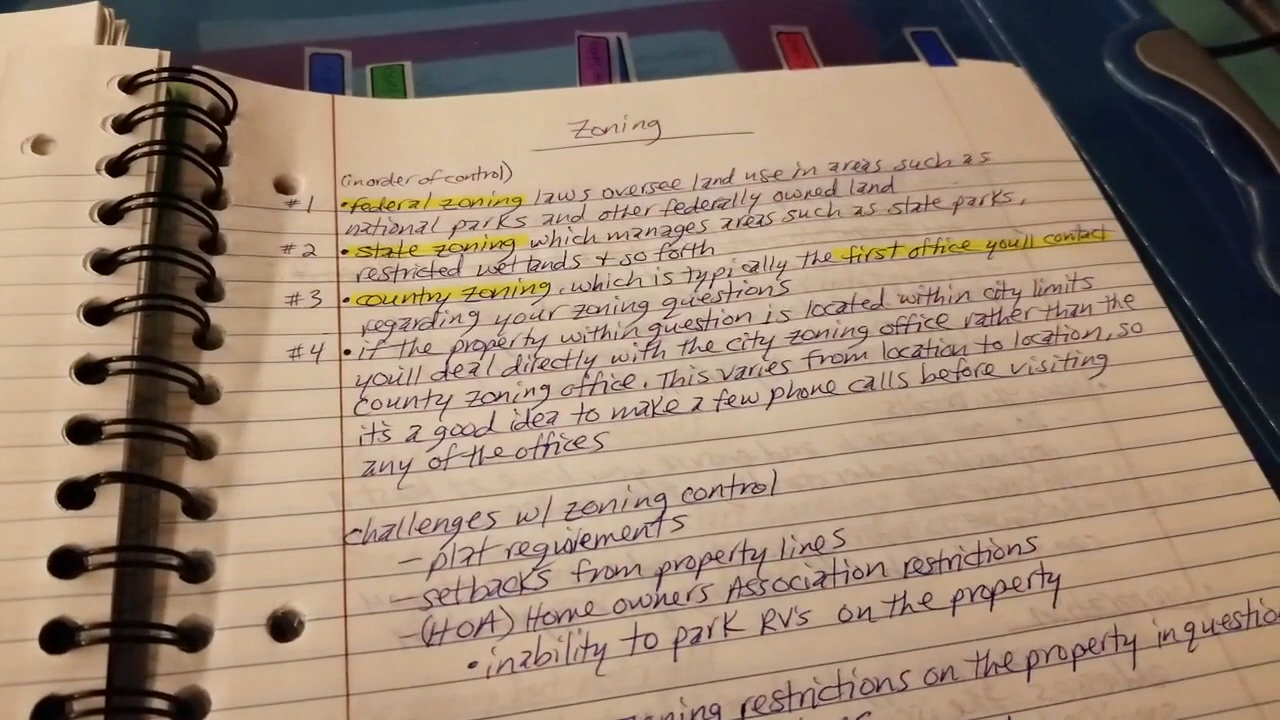 Zoning
(in order of control)
#1 • federal zoning laws oversee land use in areas such as
national parks and other federally owned land
#2 • state zoning which manages areas such as state parks,
restricted wetlands & so forth
#3 • country zoning, which is typically the first office you'll contact
regarding your zoning questions
#4 • if the property within question is located within city limits
you'll deal directly with the city zoning office rather than the
county zoning office. This varies from location to location, so
it's a good idea to make a few phone calls before visiting
any of the offices
challenges w/ zoning control
- plat requirements
- setbacks from property lines
- (HOA) Home owners Association restrictions
• inability to park RV's on the property
restrictions on the property in question